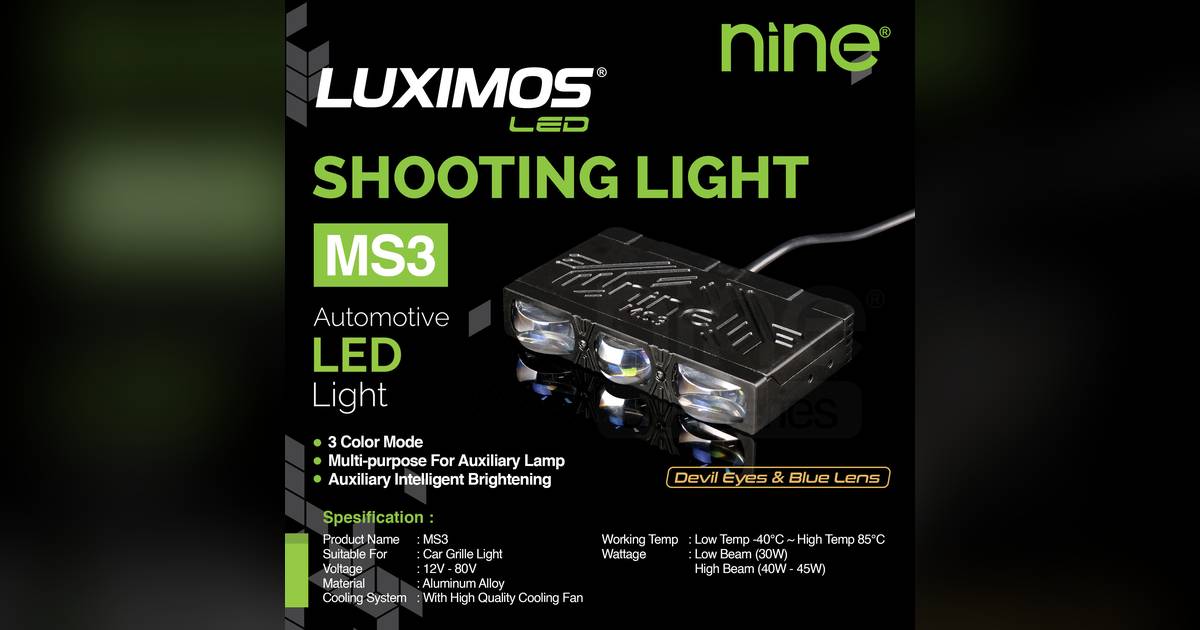 nine®
LUXIMOS®
LED
SHOOTING LIGHT
MS3
Automotive
LED
Light
nine
MS3
• 3 Color Mode
• Multi-purpose For Auxiliary Lamp
• Auxiliary Intelligent Brightening
Devil Eyes & Blue Lens
Spesification :
Product Name : MS3
Suitable For : Car Grille Light
Voltage : 12V - 80V
Material : Aluminum Alloy
Cooling System : With High Quality Cooling Fan
Working Temp : Low Temp -40°C ~ High Temp 85°C
Wattage : Low Beam (30W)
High Beam (40W - 45W)